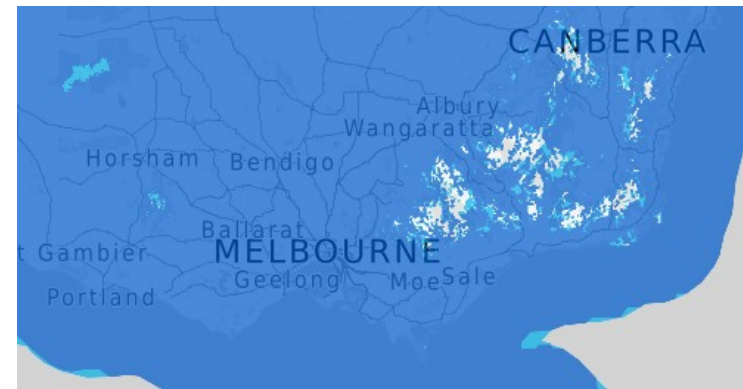 CANBERRA
Albury
Wangaratta
Horsham
Bendigo
Ballarat
t Gambier
MELBOURNE
Geelong
Moe
Sale
Portland